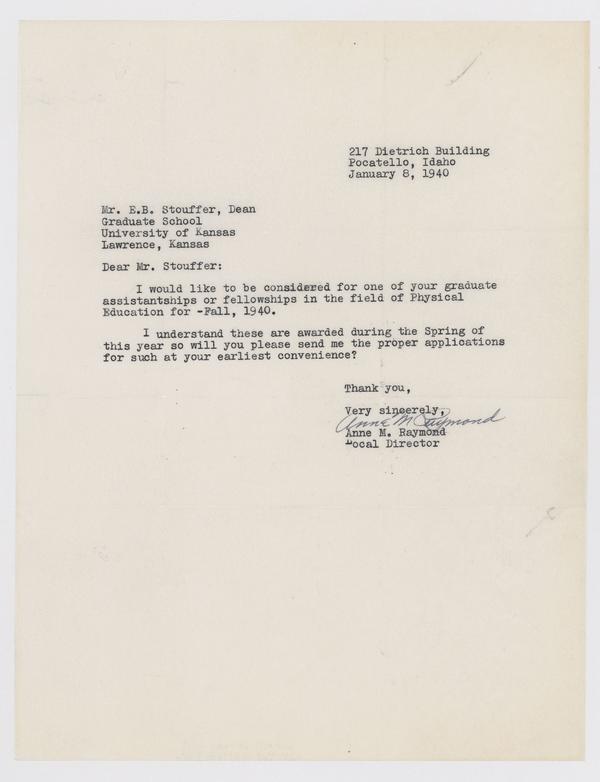 217 Dietrich Building
Pocatello, Idaho
January 8, 1940
Mr. E.B. Stouffer, Dean
Graduate School
University of Kansas
Lawrence, Kansas
Dear Mr. Stouffer:
I would like to be considered for one of your graduate
assistantships or fellowships in the field of Physical
Education for -Fall, 1940.
I understand these are awarded during the Spring of
this year so will you please send me the proper applications
for such at your earliest convenience?
Thank you,
Very sincerely,
Anne M Raymond
Anne M. Raymond
Local Director